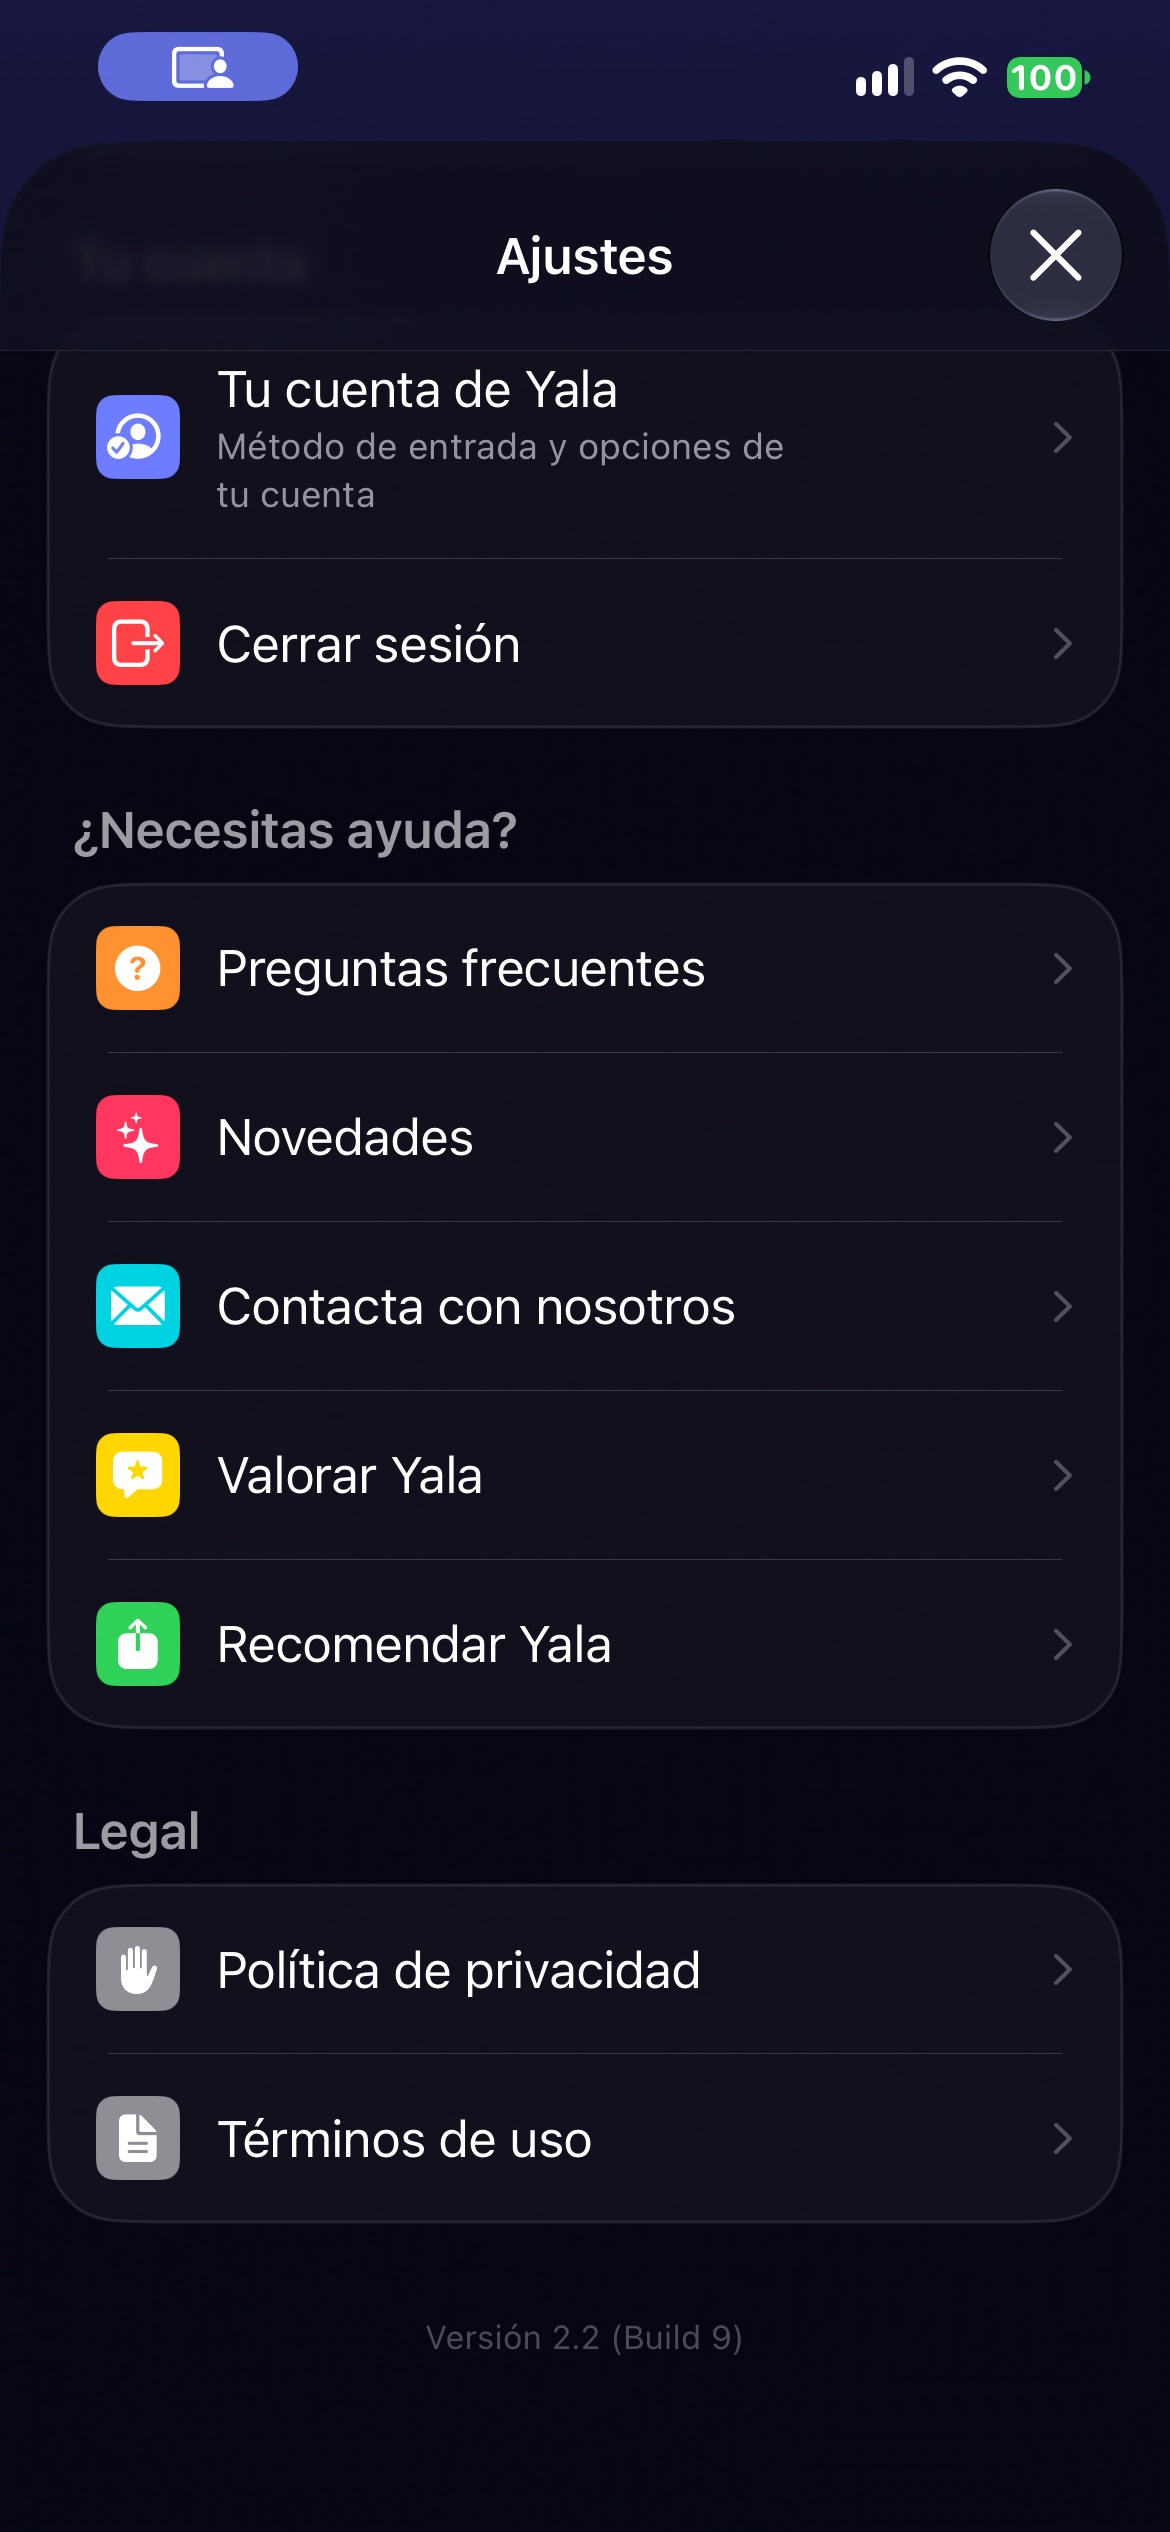 100
Tu cuenta
Ajustes
Tu cuenta de Yala
Método de entrada y opciones de
tu cuenta
Cerrar sesión
¿Necesitas ayuda?
Preguntas frecuentes
Novedades
Contacta con nosotros
Valorar Yala
Recomendar Yala
Legal
Política de privacidad
Términos de uso
Versión 2.2 (Build 9)